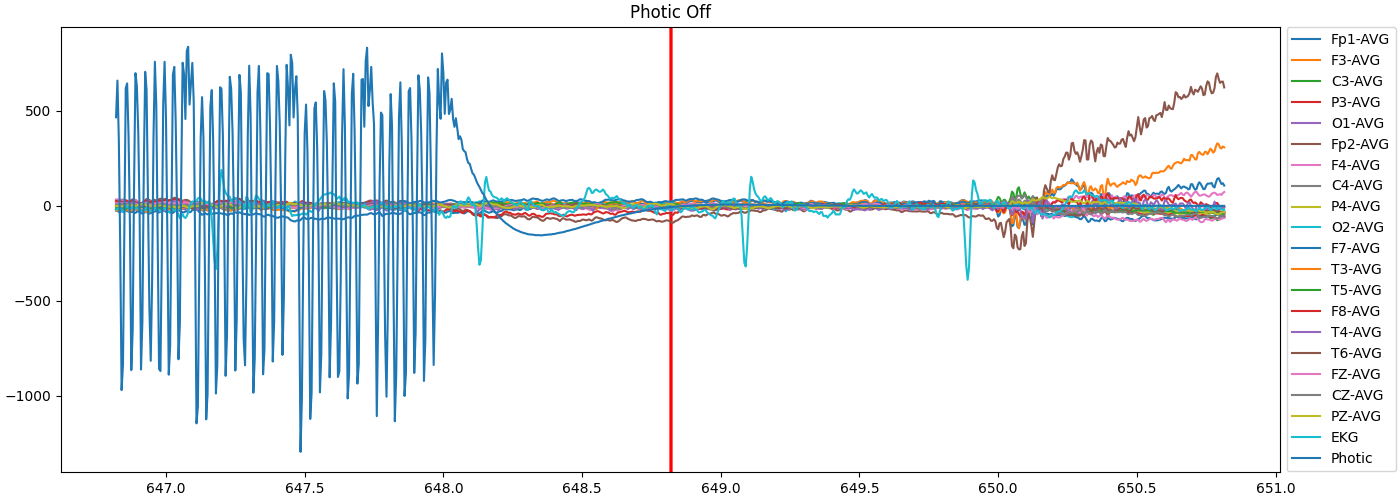 Photic Off
500
0
−500
−1000
647.0 647.5 648.0 648.5 649.0 649.5 650.0 650.5 651.0
Fp1-AVG
F3-AVG
C3-AVG
P3-AVG
O1-AVG
Fp2-AVG
F4-AVG
C4-AVG
P4-AVG
O2-AVG
F7-AVG
T3-AVG
T5-AVG
F8-AVG
T4-AVG
T6-AVG
FZ-AVG
CZ-AVG
PZ-AVG
EKG
Photic